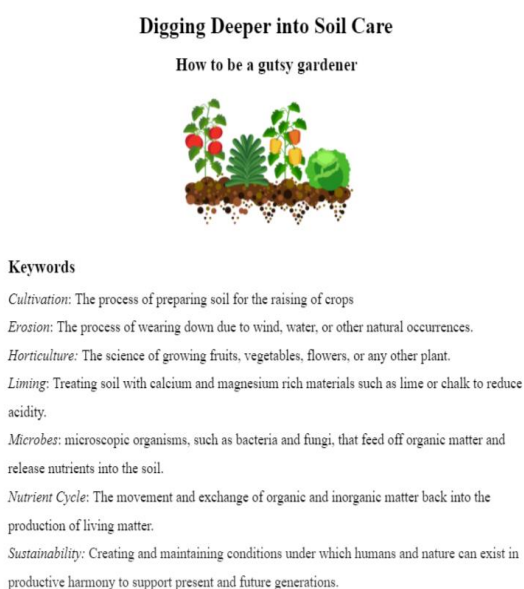 Digging Deeper into Soil Care
How to be a gutsy gardener
Keywords
Cultivation: The process of preparing soil for the raising of crops
Erosion: The process of wearing down due to wind, water, or other natural occurrences.
Horticulture: The science of growing fruits, vegetables, flowers, or any other plant.
Liming: Treating soil with calcium and magnesium rich materials such as lime or chalk to reduce
acidity.
Microbes: microscopic organisms, such as bacteria and fungi, that feed off organic matter and
release nutrients into the soil.
Nutrient Cycle: The movement and exchange of organic and inorganic matter back into the
production of living matter.
Sustainability: Creating and maintaining conditions under which humans and nature can exist in
productive harmony to support present and future generations.